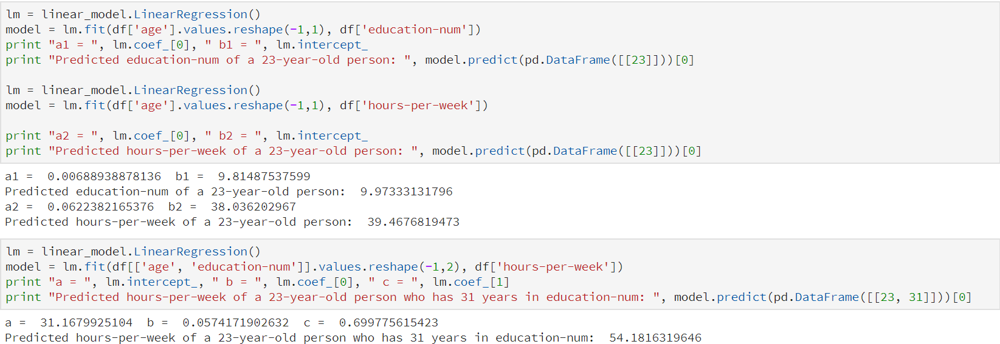 lm = linear_model.LinearRegression()
model = lm.fit(df['age'].values.reshape(-1,1), df['education-num'])
print "a1 = ", lm.coef_[0], " b1 = ", lm.intercept_
print "Predicted education-num of a 23-year-old person: ", model.predict(pd.DataFrame([[23]]))[0]
lm = linear_model.LinearRegression()
model = lm.fit(df['age'].values.reshape(-1,1), df['hours-per-week'])
print "a2 = ", lm.coef_[0], " b2 = ", lm.intercept_
print "Predicted hours-per-week of a 23-year-old person: ", model.predict(pd.DataFrame([[23]]))[0]
a1 =  0.00688938878136  b1 =  9.81487537599
Predicted education-num of a 23-year-old person:  9.97333131796
a2 =  0.0622382165376  b2 =  38.036202967
Predicted hours-per-week of a 23-year-old person:  39.4676819473
lm = linear_model.LinearRegression()
model = lm.fit(df[['age', 'education-num']].values.reshape(-1,2), df['hours-per-week'])
print "a = ", lm.intercept_, " b = ", lm.coef_[0], " c = ", lm.coef_[1]
print "Predicted hours-per-week of a 23-year-old person who has 31 years in education-num: ", model.predict(pd.DataFrame([[23, 31]]))[0]
a =  31.1679925104  b =  0.0574171902632  c =  0.699775615423
Predicted hours-per-week of a 23-year-old person who has 31 years in education-num:  54.1816319646